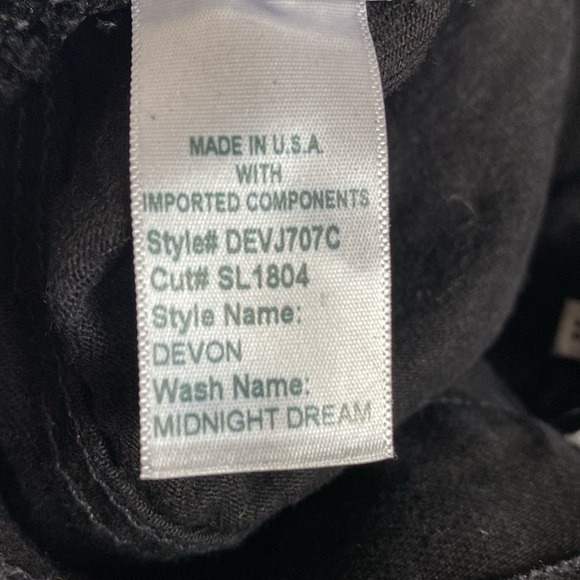 MADE IN U.S.A.
WITH
IMPORTED COMPONENTS
Style# DEVJ707C
Cut# SL1804
Style Name:
DEVON
Wash Name:
MIDNIGHT DREAM